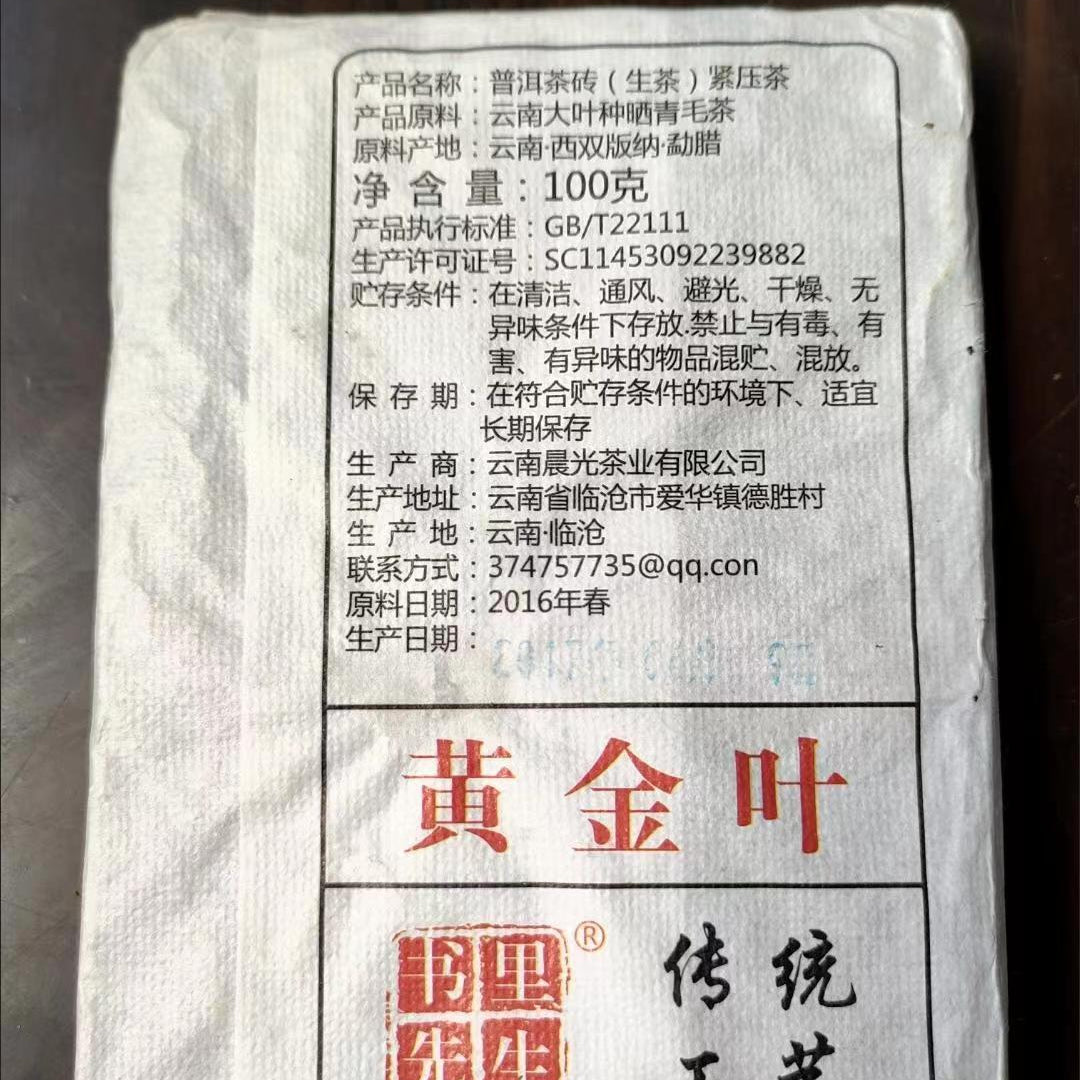 产品名称：普洱茶砖（生茶）紧压茶
产品原料：云南大叶种晒青毛茶
原料产地：云南·西双版纳·勐腊
净含量：100克
产品执行标准：GB/T22111
生产许可证号：SC11453092239882
贮存条件：在清洁、通风、避光、干燥、无
异味条件下存放.禁止与有毒、有
害、有异味的物品混贮、混放。
保存期：在符合贮存条件的环境下、适宜
长期保存
生产商：云南晨光茶业有限公司
生产地址：云南省临沧市爱华镇德胜村
生产地：云南·临沧
联系方式：374757735@qq.con
原料日期：2016年春
生产日期：
黄金叶
书里
先生
®
传统
工艺